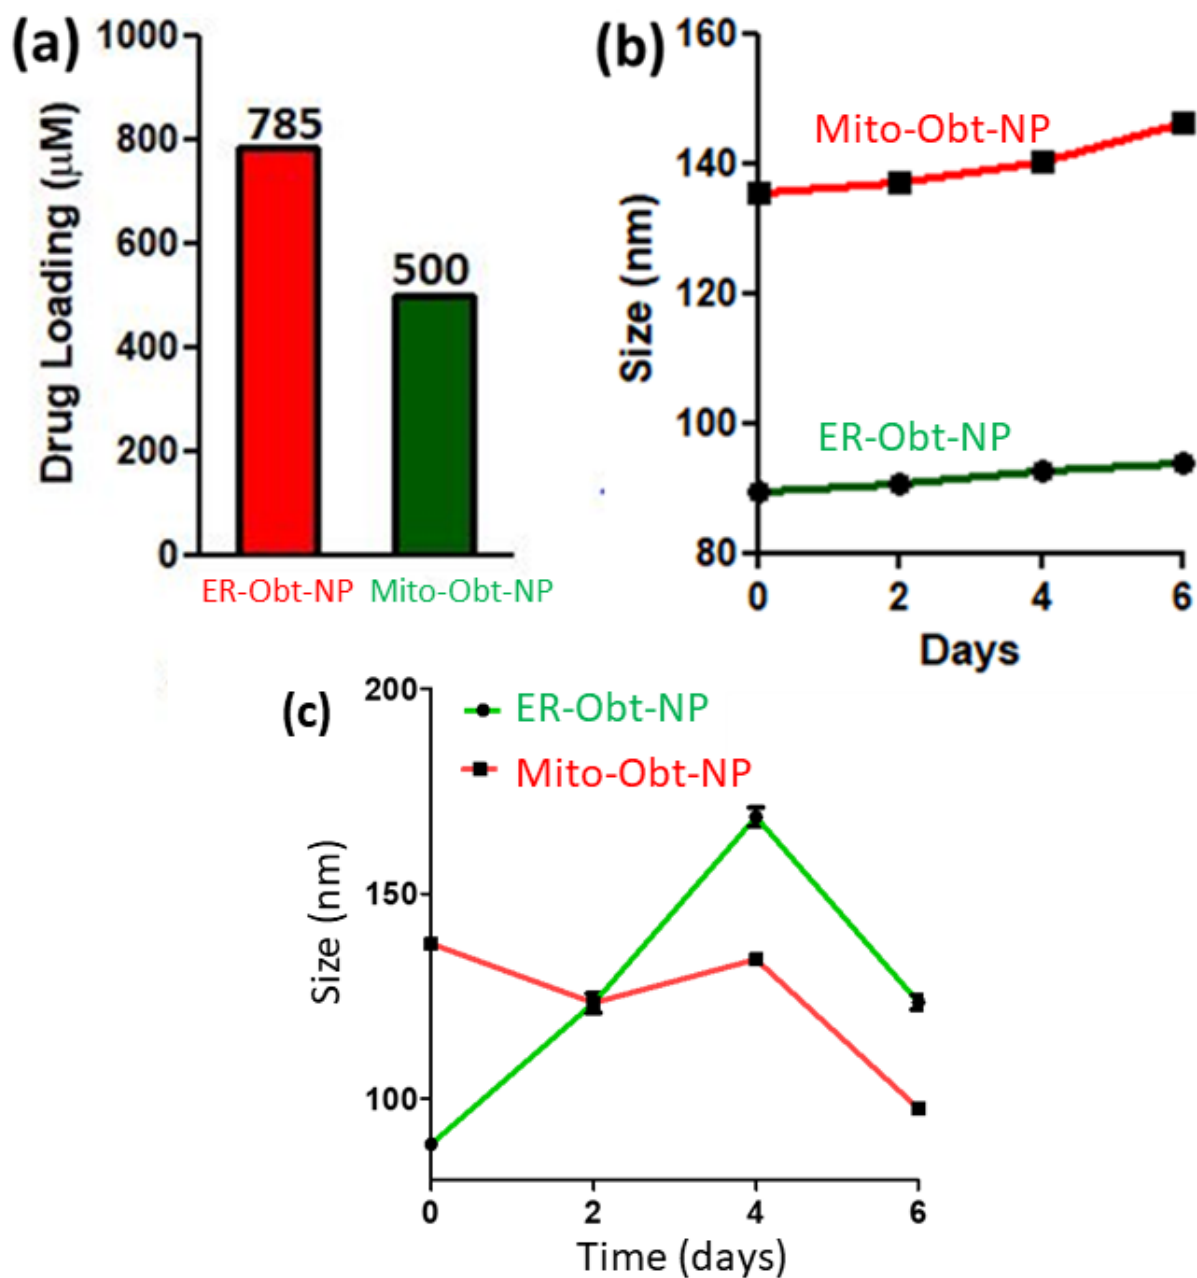 (a)
Drug Loading (μM)
1000
800
600
400
200
0
785
500
ER-Obt-NP Mito-Obt-NP
(b)
Size (nm)
160
140
120
100
80
Mito-Obt-NP
ER-Obt-NP
0 2 4 6
Days
(c)
Size (nm)
200
150
100
ER-Obt-NP
Mito-Obt-NP
0 2 4 6
Time (days)